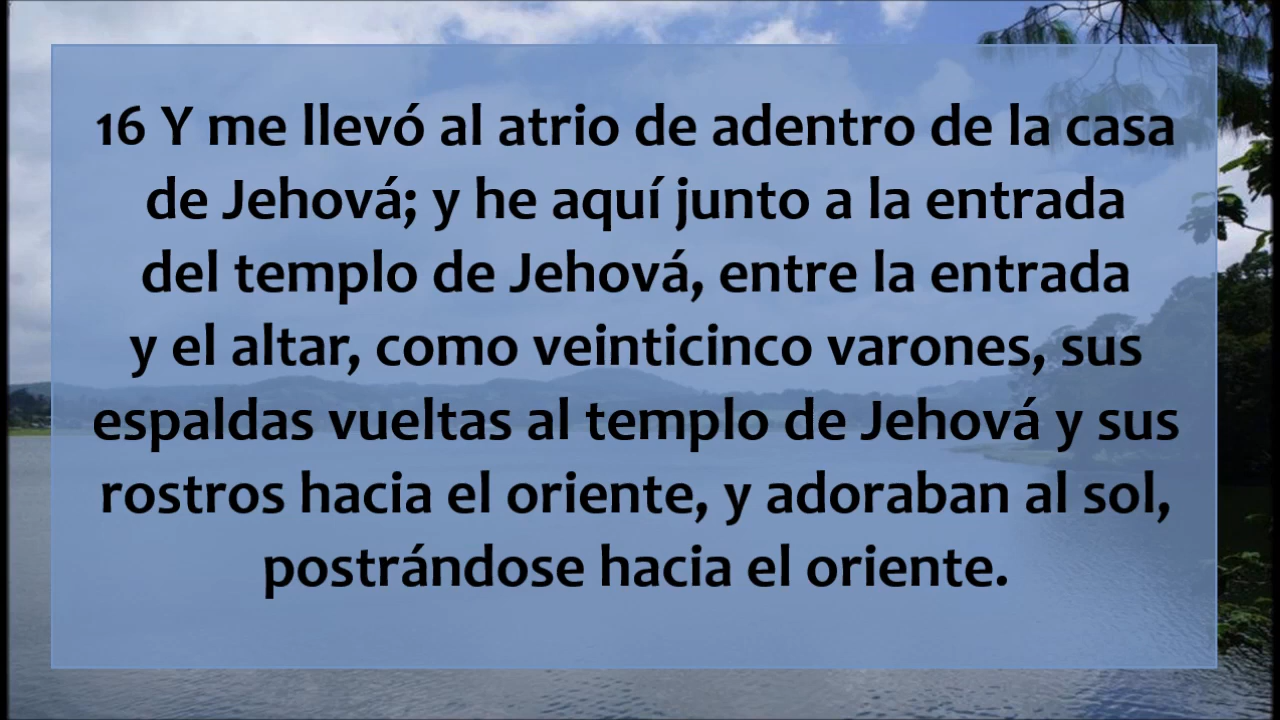 16 Y me llevó al atrio de adentro de la casa
de Jehová; y he aquí junto a la entrada
del templo de Jehová, entre la entrada
y el altar, como veinticinco varones, sus
espaldas vueltas al templo de Jehová y sus
rostros hacia el oriente, y adoraban al sol,
postrándose hacia el oriente.